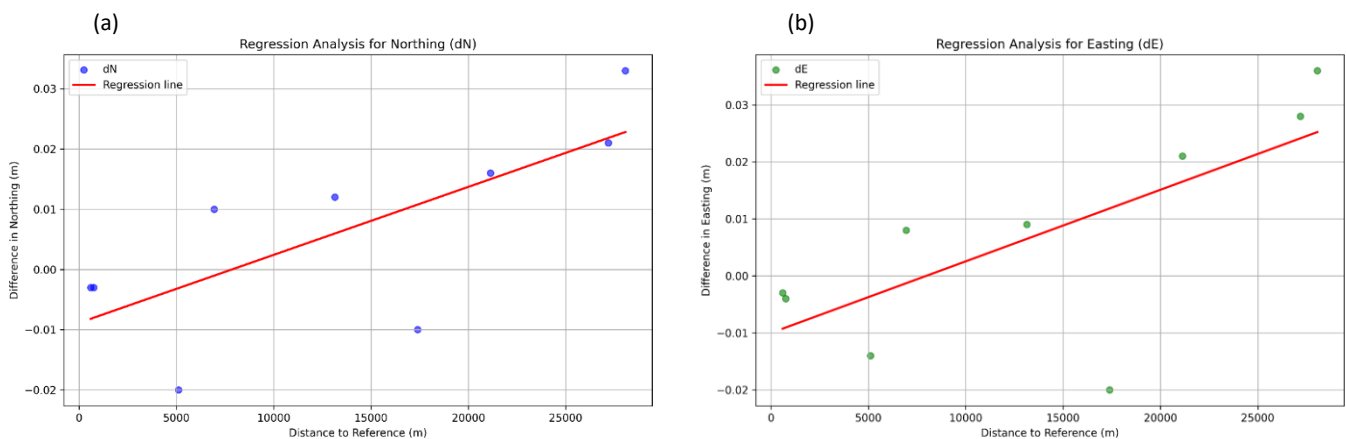 (a)
Regression Analysis for Northing (dN)
dN
Regression line
Difference in Northing (m)
0.03
0.02
0.01
0.00
−0.01
−0.02
0
5000
10000
15000
20000
25000
Distance to Reference (m)
(b)
Regression Analysis for Easting (dE)
dE
Regression line
Difference in Easting (m)
0.03
0.02
0.01
0.00
−0.01
−0.02
0
5000
10000
15000
20000
25000
Distance to Reference (m)